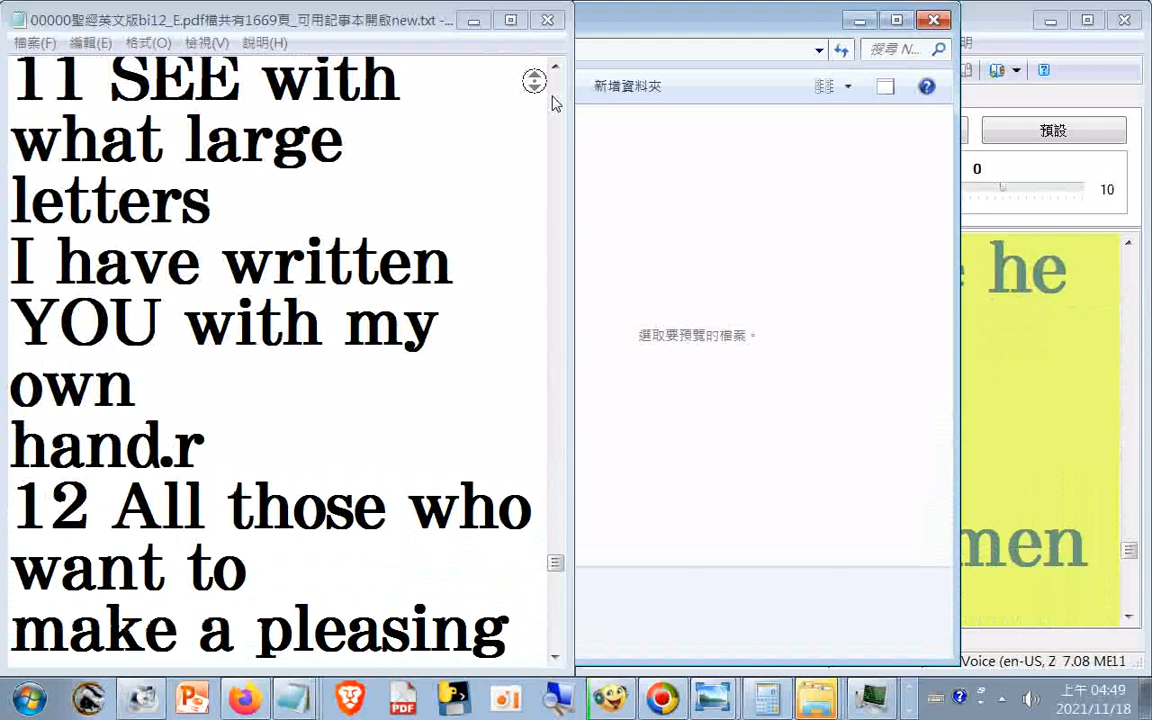 00000聖經英文版bi12_E.pdf檔共有1669頁_可用記事本開啟new.txt -...
檔案(F) 編輯(E) 格式(O) 檢視(V) 說明(H)
11 SEE with
what large
letters
I have written
YOU with my
own
hand.r
12 All those who
want to
make a pleasing
搜尋 N...
新增資料夾
選取要預覽的檔案。
明
預設
0
10
he
men
Voice (en-US, Z 7.08 ME11
PDF
上午 04:49
2021/11/18